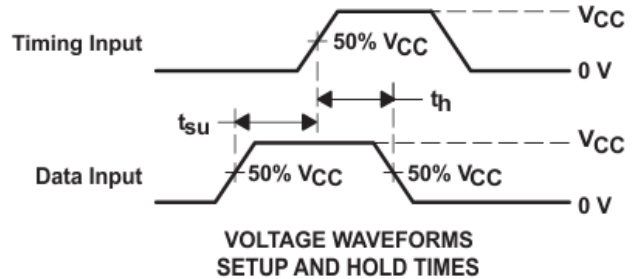 VCC
Timing Input
50% VCC
0 V
th
tsu
VCC
Data Input
50% VCC
50% VCC
0 V
VOLTAGE WAVEFORMS
SETUP AND HOLD TIMES